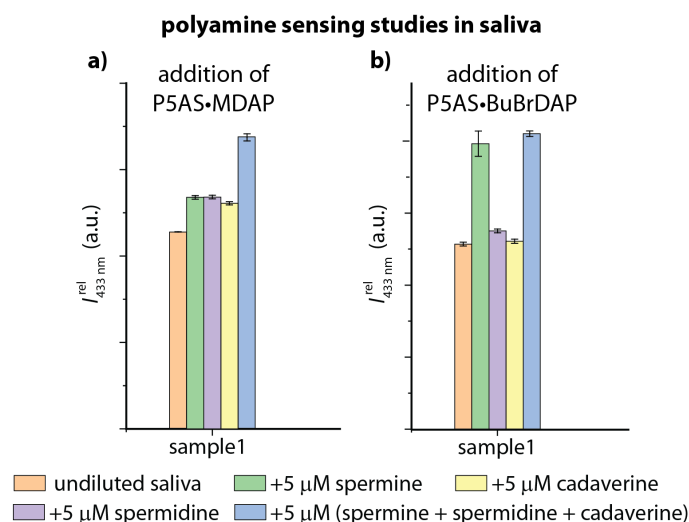 polyamine sensing studies in saliva
a)
addition of
P5AS•MDAP
I rel 433 nm (a.u.)
sample1
b)
addition of
P5AS•BuBrDAP
I rel 433 nm (a.u.)
sample1
undiluted saliva
+5 μM spermine
+5 μM cadaverine
+5 μM spermidine
+5 μM (spermine + spermidine + cadaverine)